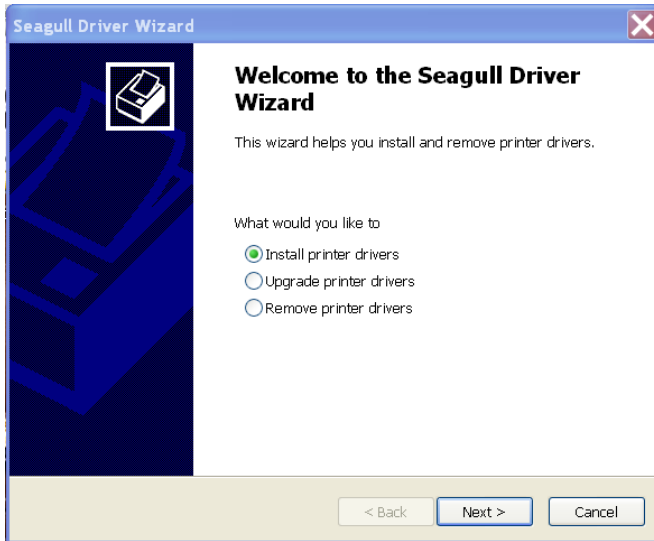 Seagull Driver Wizard
Welcome to the Seagull Driver
Wizard
This wizard helps you install and remove printer drivers.
What would you like to
Install printer drivers
Upgrade printer drivers
Remove printer drivers
< Back
Next >
Cancel